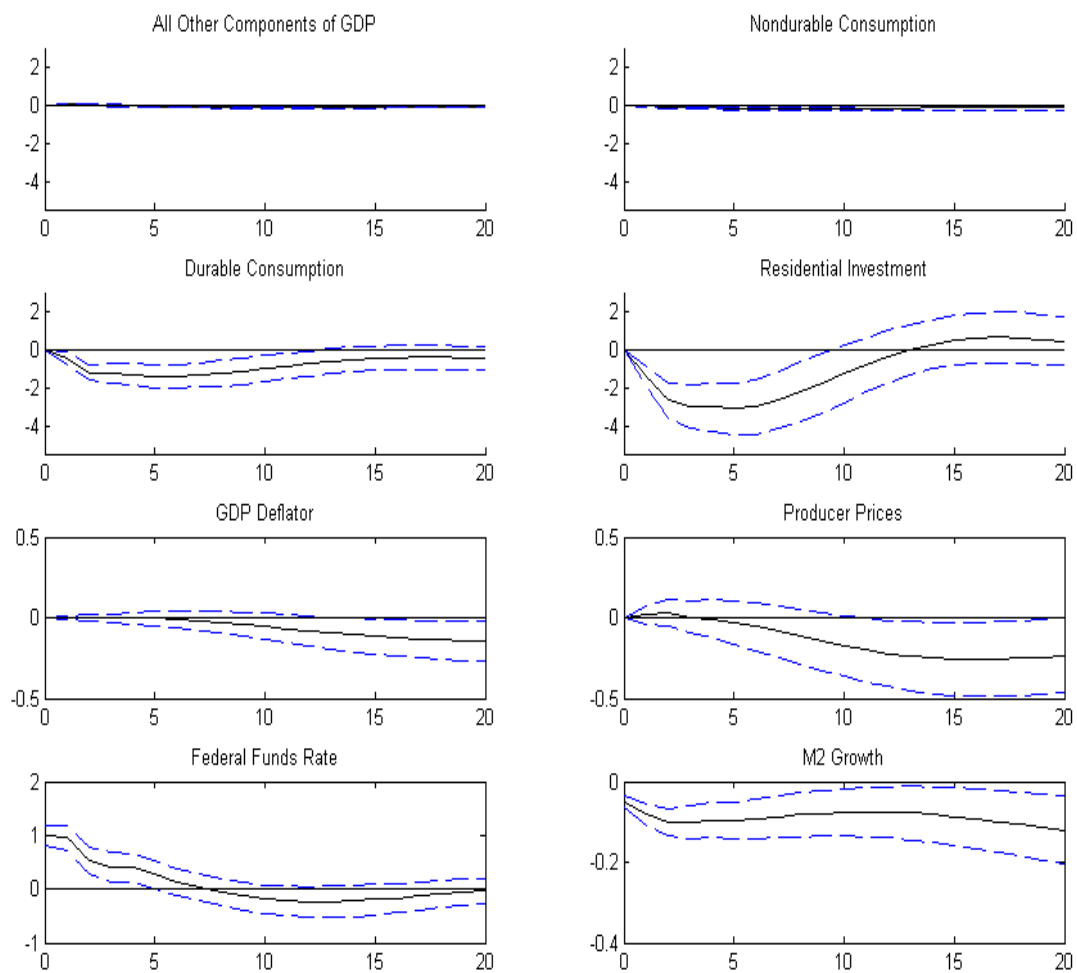 All Other Components of GDP
Nondurable Consumption
2
0
-2
-4
0 5 10 15 20
2
0
-2
-4
0 5 10 15 20
Durable Consumption
Residential Investment
2
0
-2
-4
0 5 10 15 20
2
0
-2
-4
0 5 10 15 20
GDP Deflator
Producer Prices
0.5
0
-0.5
0 5 10 15 20
0.5
0
-0.5
0 5 10 15 20
Federal Funds Rate
M2 Growth
2
1
0
-1
0 5 10 15 20
0
-0.2
-0.4
0 5 10 15 20